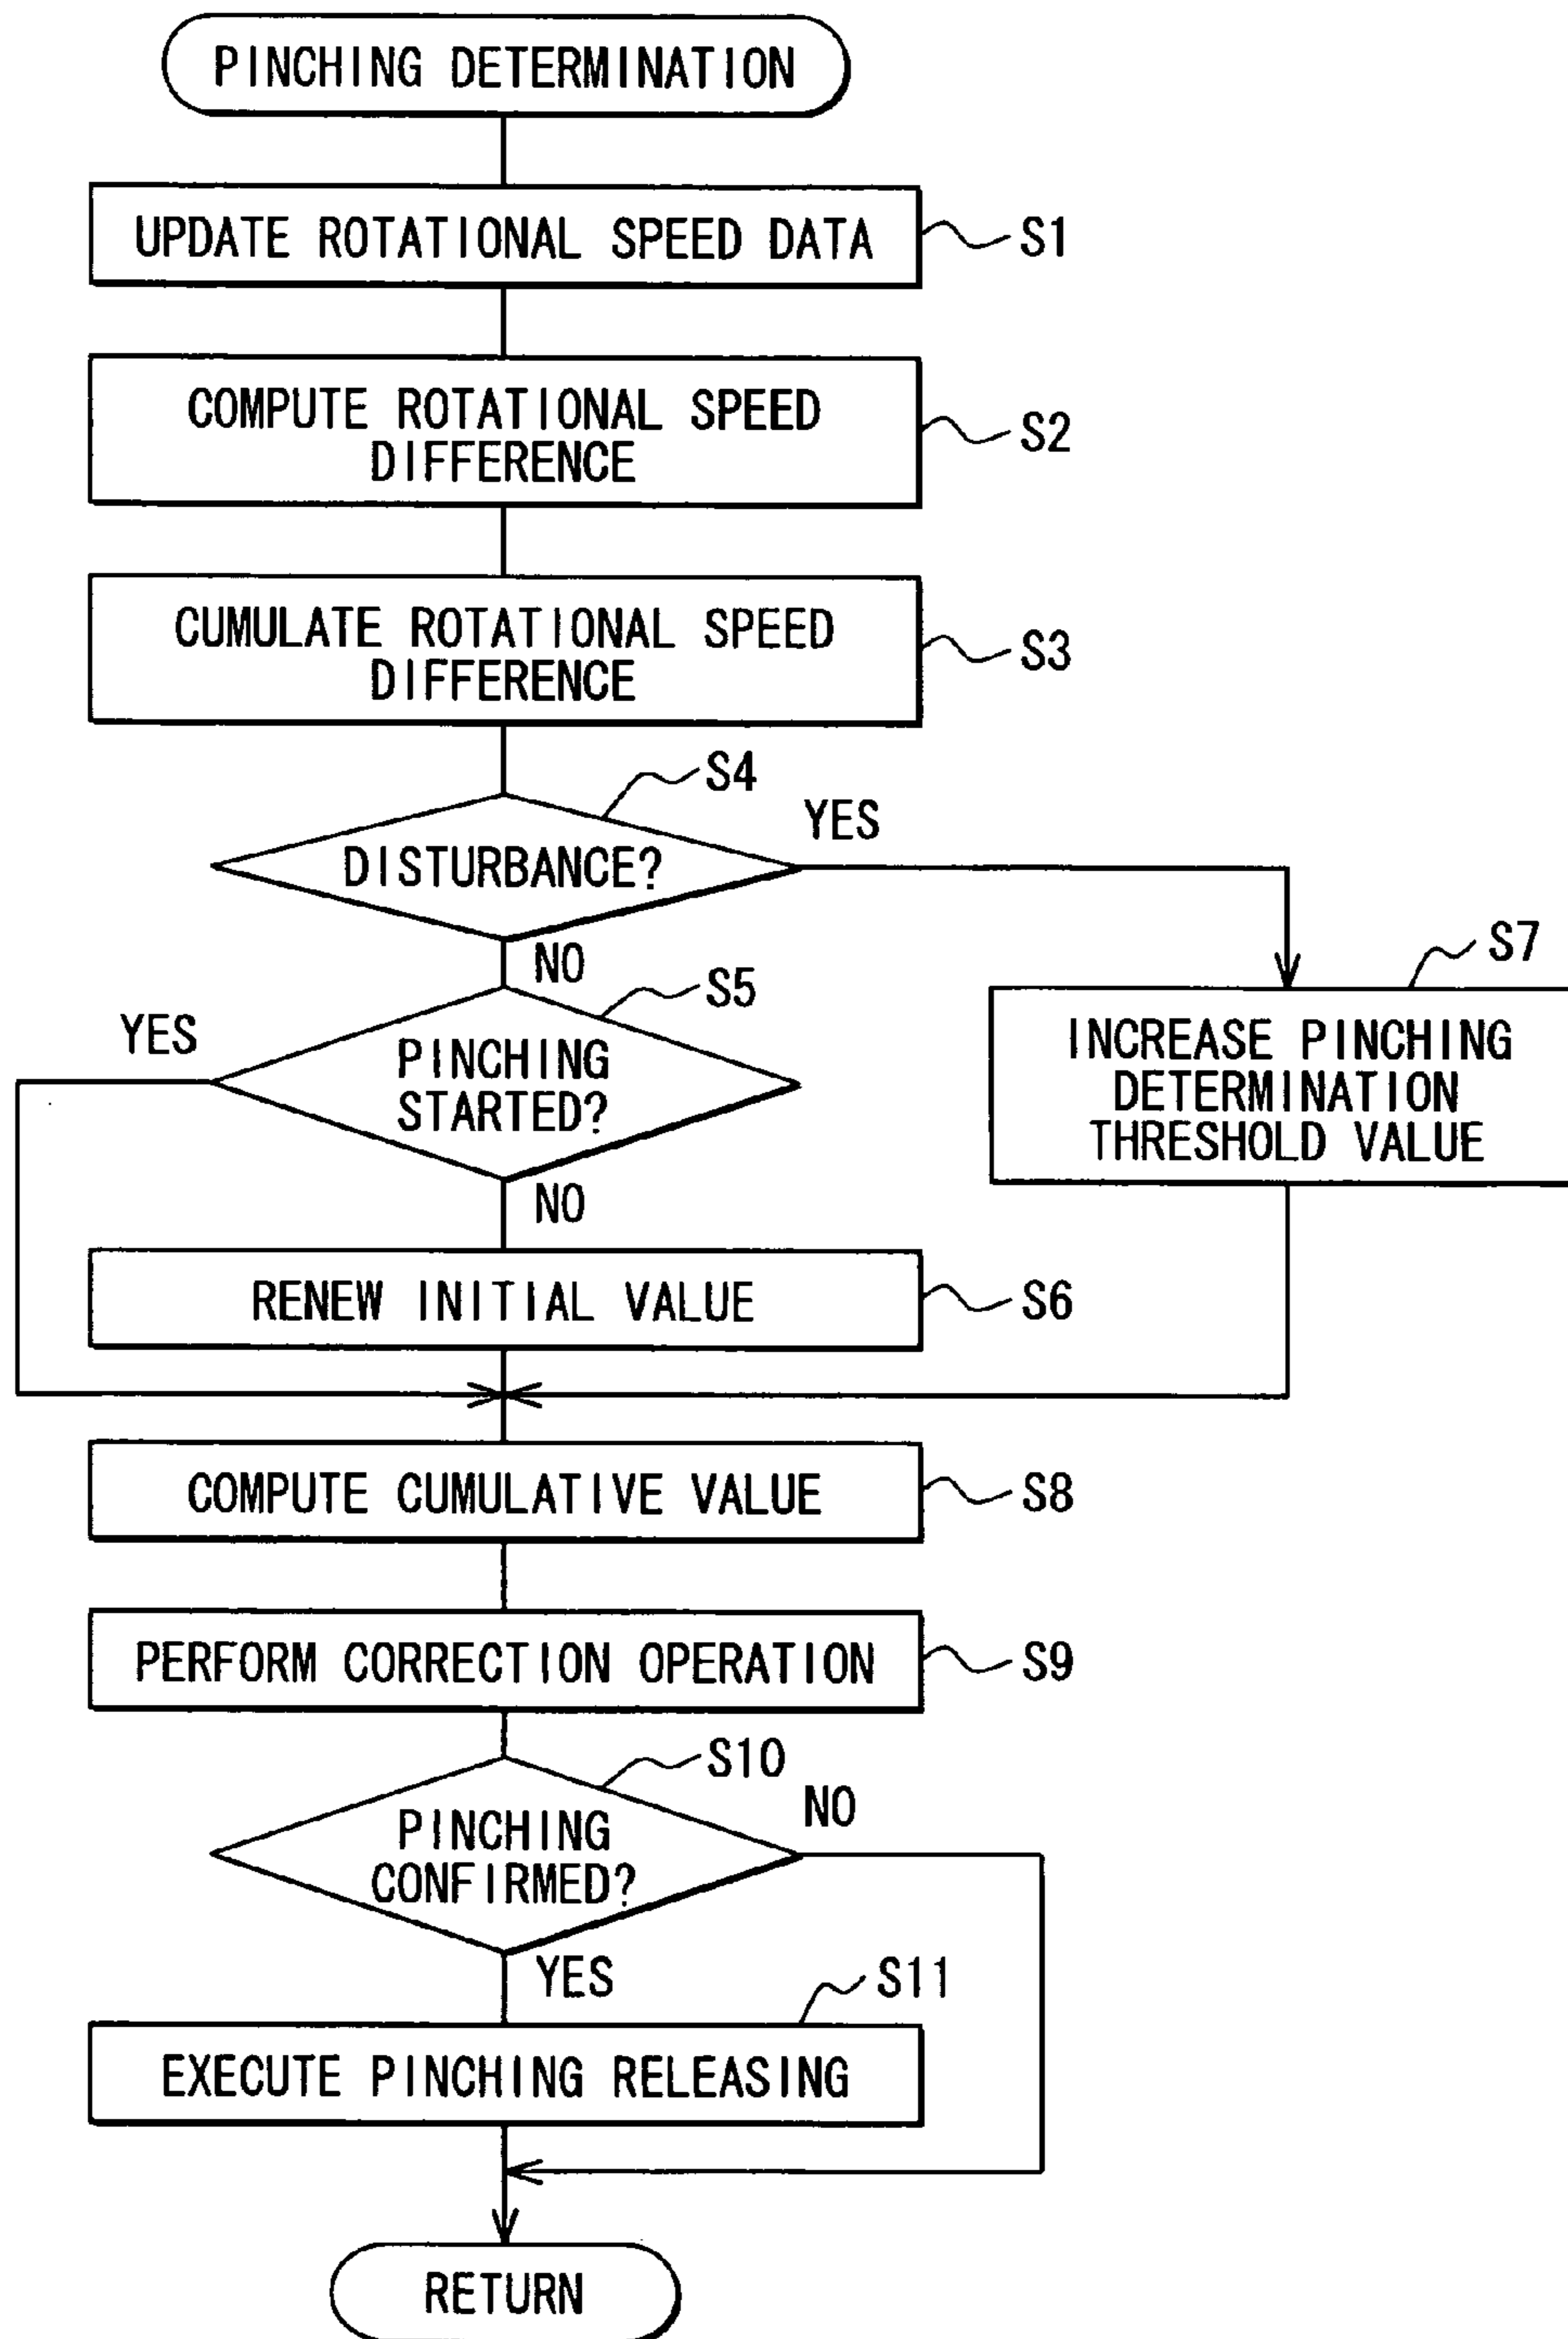 PINCHING DETERMINATION
UPDATE ROTATIONAL SPEED DATA
S1
COMPUTE ROTATIONAL SPEED
DIFFERENCE
S2
CUMULATE ROTATIONAL SPEED
DIFFERENCE
S3
S4
DISTURBANCE?
YES
NO
S5
YES
PINCHING
STARTED?
NO
S7
INCREASE PINCHING
DETERMINATION
THRESHOLD VALUE
RENEW INITIAL VALUE
S6
COMPUTE CUMULATIVE VALUE
S8
PERFORM CORRECTION OPERATION
S9
S10
PINCHING
CONFIRMED?
NO
YES
S11
EXECUTE PINCHING RELEASING
RETURN